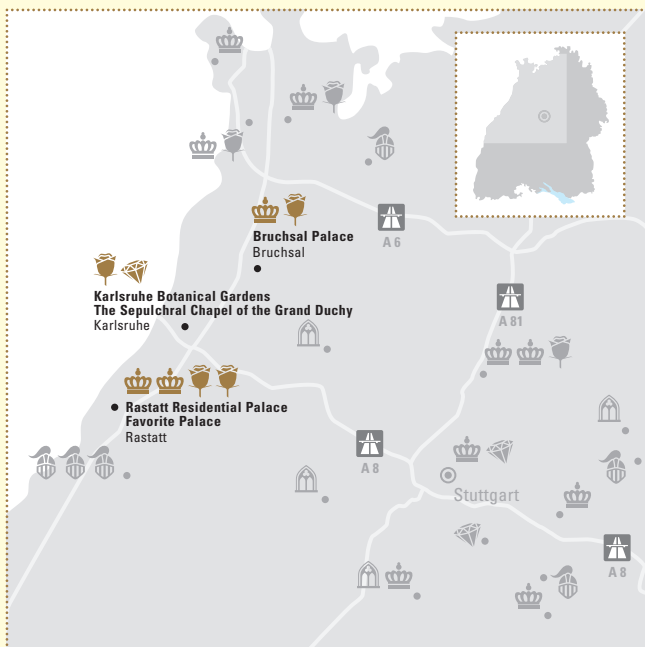 Bruchsal Palace
Bruchsal
A 6
Karlsruhe Botanical Gardens
The Sepulchral Chapel of the Grand Duchy
Karlsruhe
A 81
Rastatt Residential Palace
Favorite Palace
Rastatt
A 8
Stuttgart
A 8